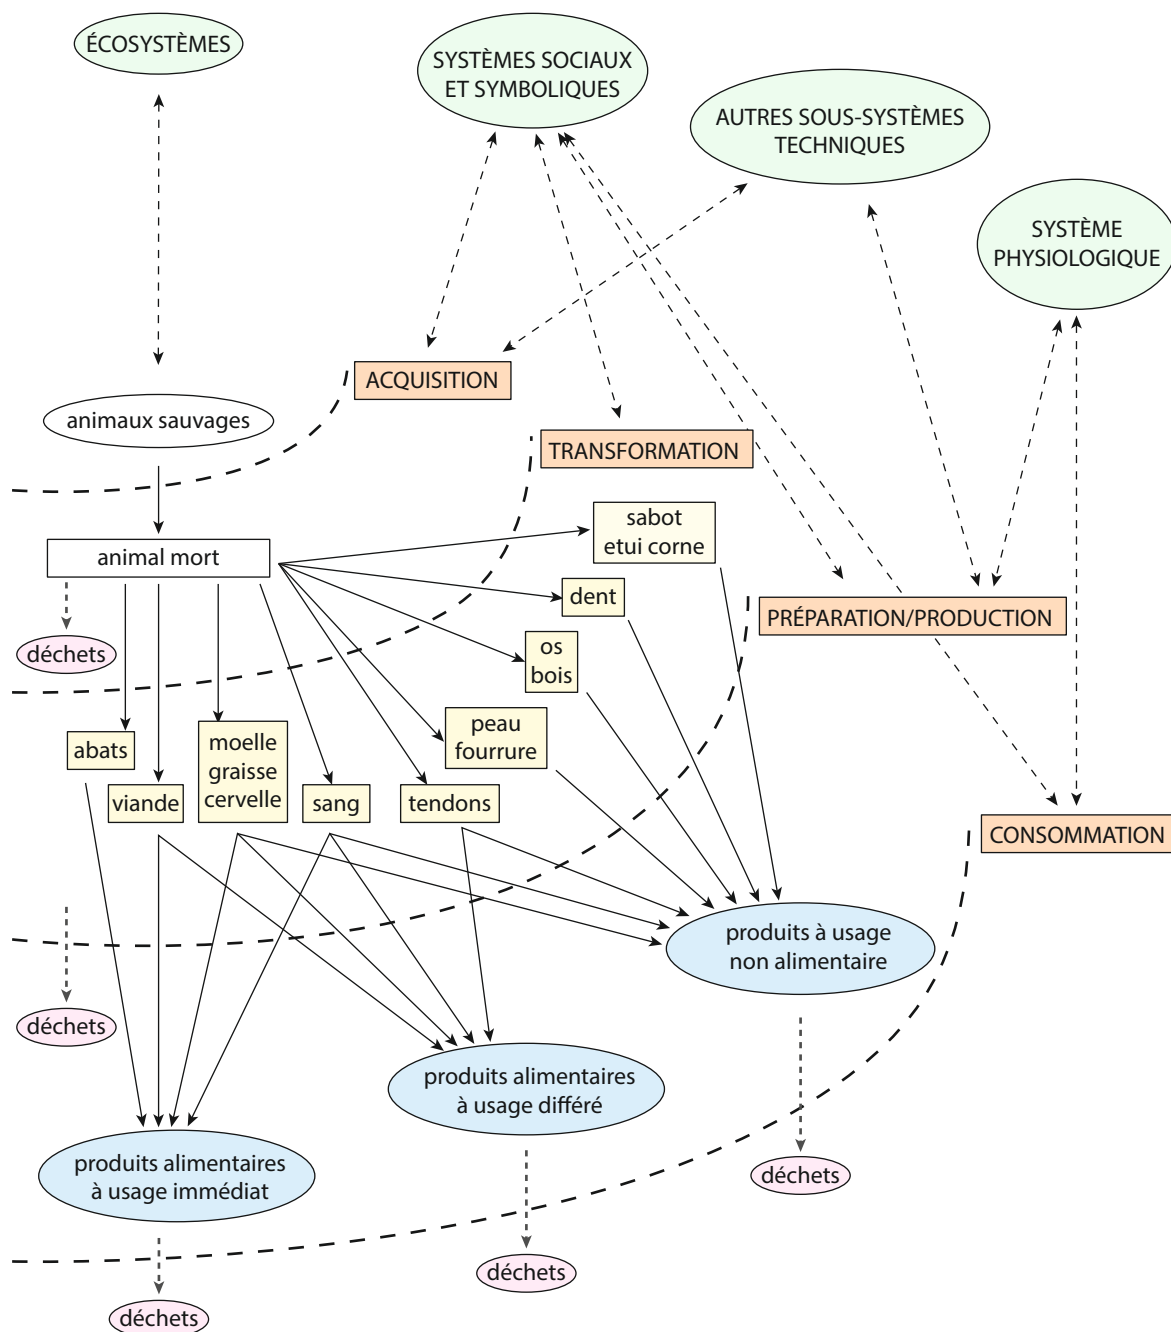 ÉCOSYSTÈMES
SYSTÈMES SOCIAUX
ET SYMBOLIQUES
AUTRES SOUS-SYSTÈMES
TECHNIQUES
SYSTÈME
PHYSIOLOGIQUE
ACQUISITION
animaux sauvages
TRANSFORMATION
sabot
etui corne
animal mort
dent
PRÉPARATION/PRODUCTION
déchets
os
bois
peau
fourrure
abats
moelle
graisse
cervelle
viande
sang
tendons
CONSOMMATION
produits à usage
non alimentaire
déchets
produits alimentaires
à usage différé
produits alimentaires
à usage immédiat
déchets
déchets
déchets